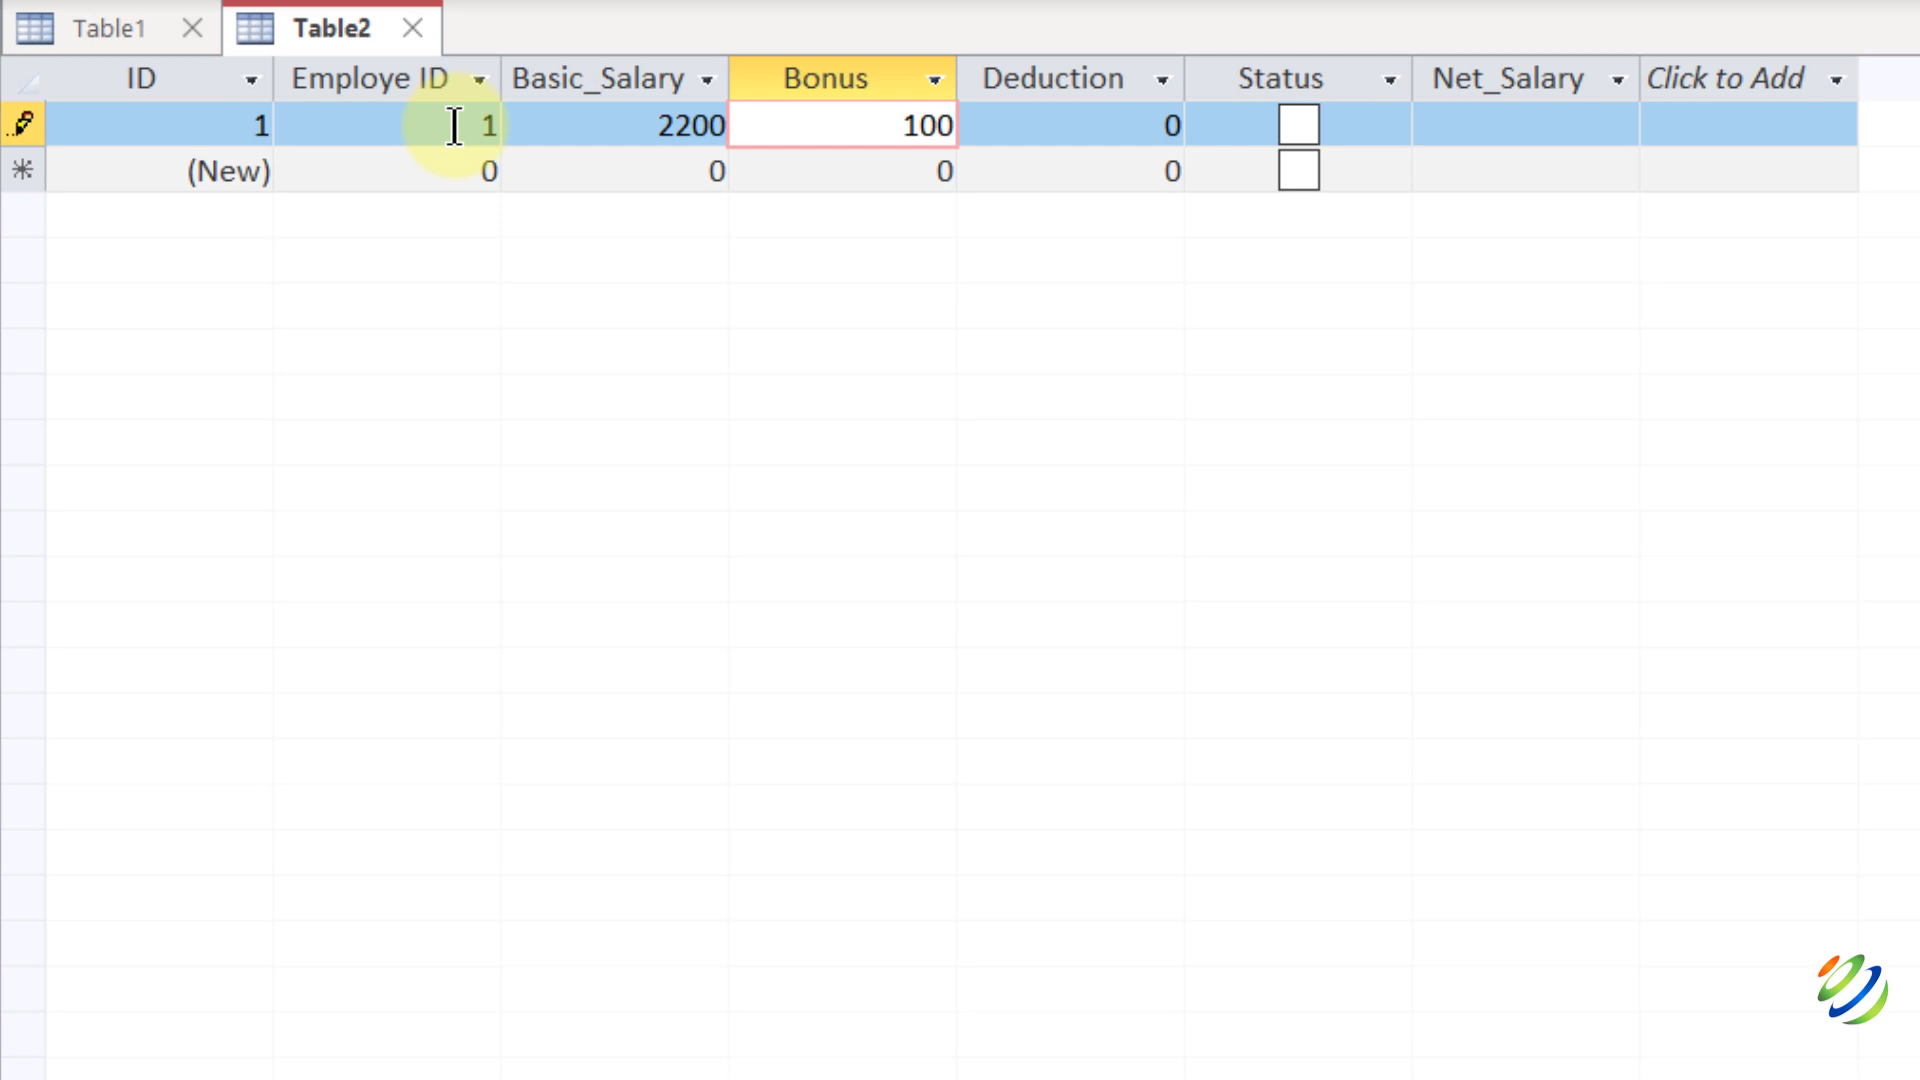 Table1 Table2
ID Employe ID Basic_Salary Bonus Deduction Status Net_Salary Click to Add
1 1 2200 100 0
(New) 0 0 0 0